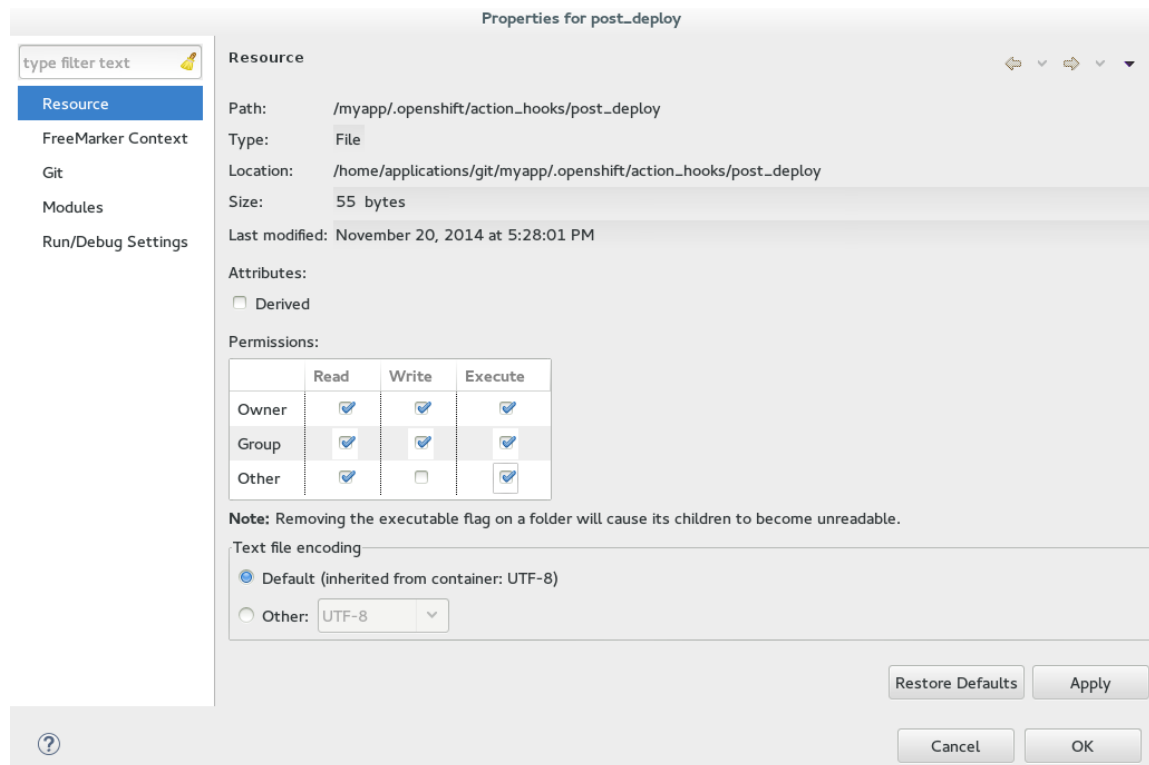 Properties for post_deploy
type filter text
Resource
FreeMarker Context
Git
Modules
Run/Debug Settings
Resource
Path: /myapp/.openshift/action_hooks/post_deploy
Type: File
Location: /home/applications/git/myapp/.openshift/action_hooks/post_deploy
Size: 55 bytes
Last modified: November 20, 2014 at 5:28:01 PM
Attributes:
Derived
Permissions:
Read Write Execute
Owner
Group
Other
Note: Removing the executable flag on a folder will cause its children to become unreadable.
Text file encoding
Default (inherited from container: UTF-8)
Other: UTF-8
Restore Defaults Apply
? Cancel OK